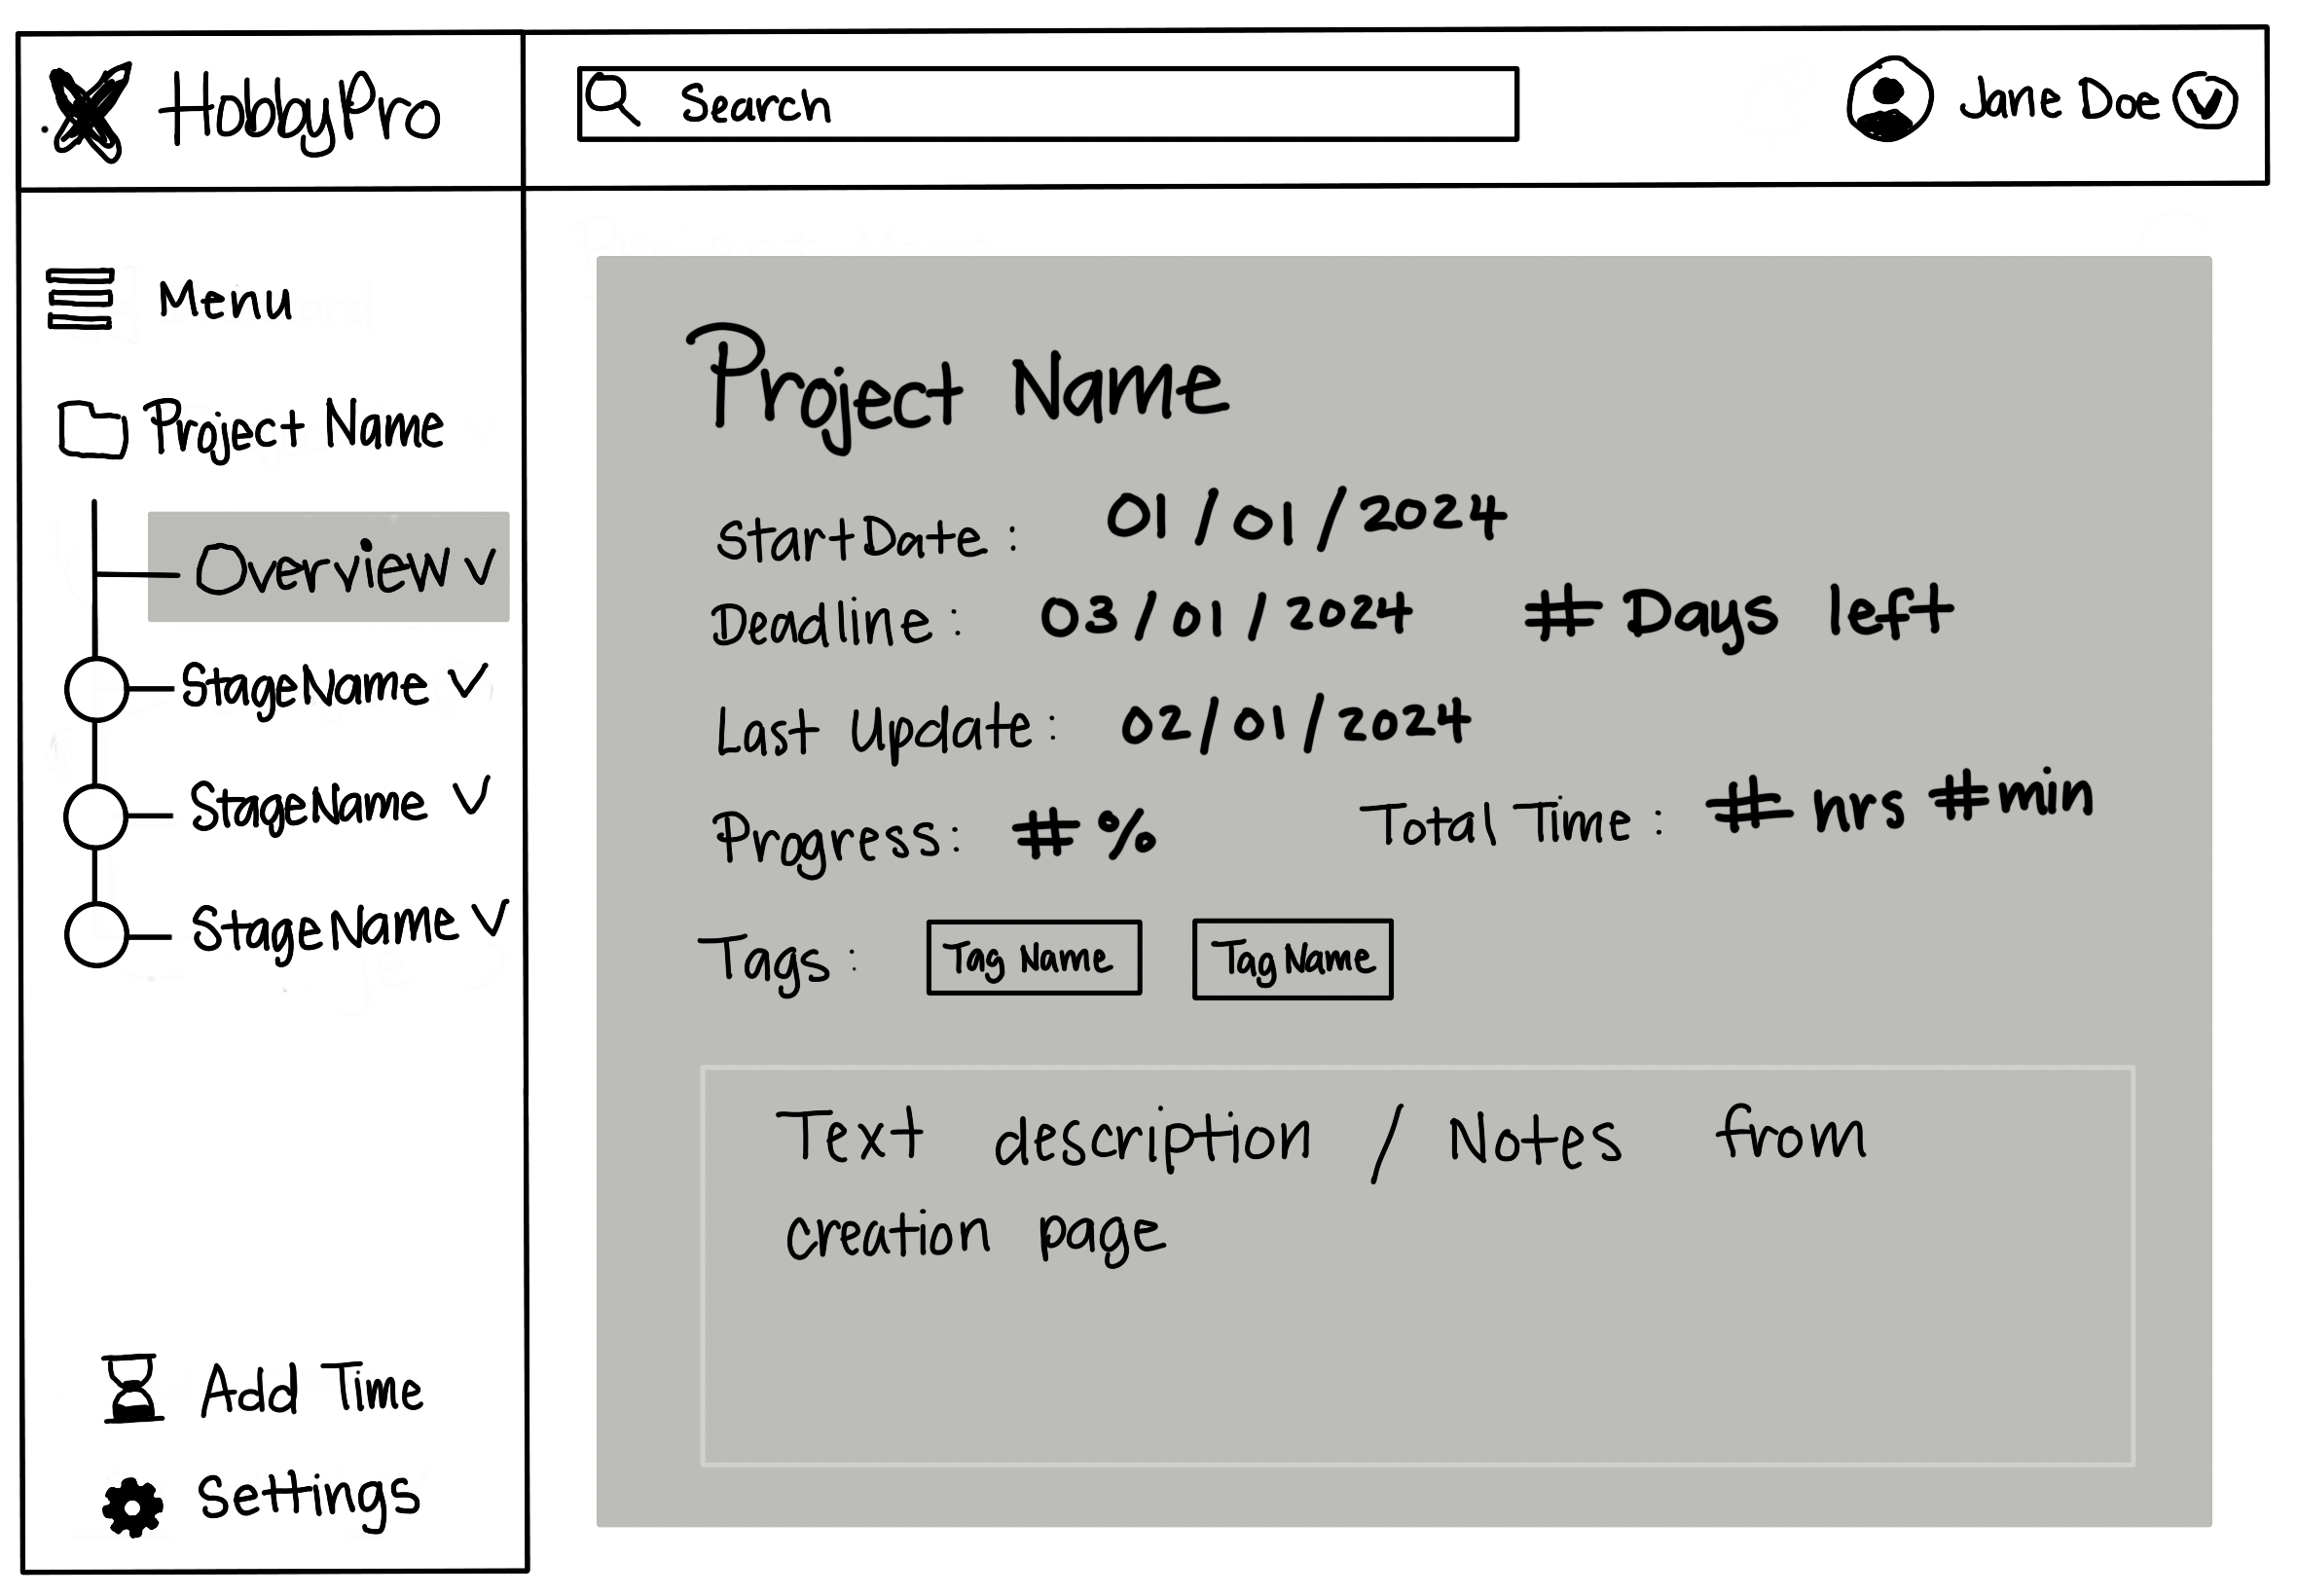 HobbyPro
Search
Jane Doe
Menu
Project Name
Overview
StageName
StageName
StageName
Add Time
Settings
Project Name
Start Date: 01/01/2024
Deadline: 03/01/2024 # Days left
Last Update: 02/01/2024
Progress: # % Total Time: # hrs # min
Tags: Tag Name Tag Name
Text description / Notes from
creation page